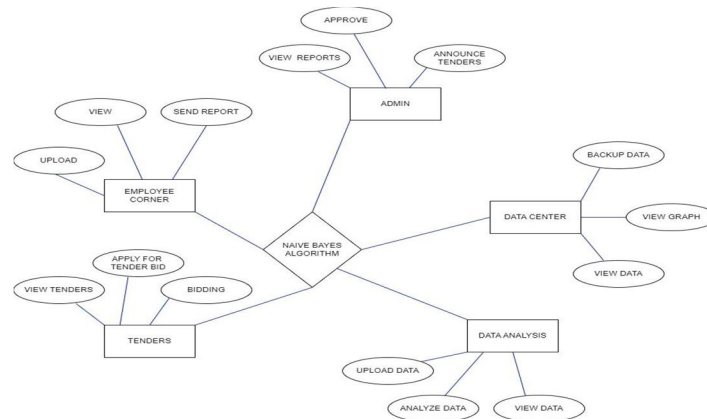 APPROVE
VIEW REPORTS
ANNOUNCE
TENDERS
ADMIN
VIEW
SEND REPORT
UPLOAD
EMPLOYEE
CORNER
BACKUP DATA
DATA CENTER
VIEW GRAPH
VIEW DATA
NAIVE BAYES
ALGORITHM
APPLY FOR
TENDER BID
VIEW TENDERS
BIDDING
TENDERS
DATA ANALYSIS
UPLOAD DATA
ANALYZE DATA
VIEW DATA